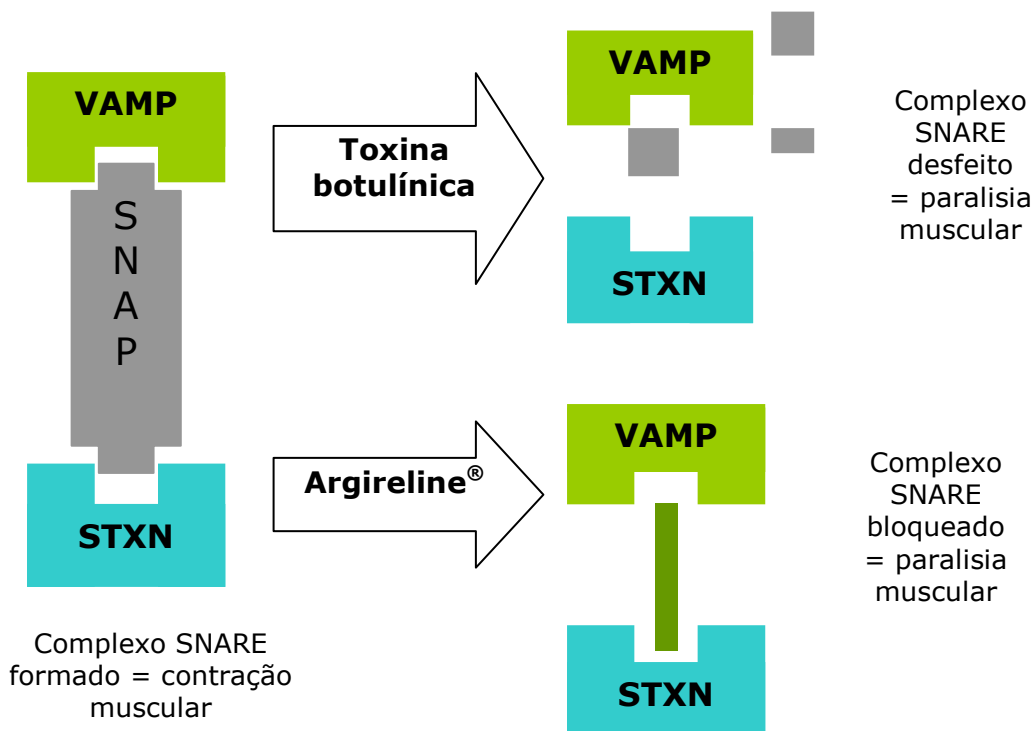 VAMP
S
N
A
P
STXN
Complexo SNARE
formado = contração
muscular
Toxina
botulínica
VAMP
STXN
Complexo
SNARE
desfeito
= paralisia
muscular
Argireline®
VAMP
STXN
Complexo
SNARE
bloqueado
= paralisia
muscular